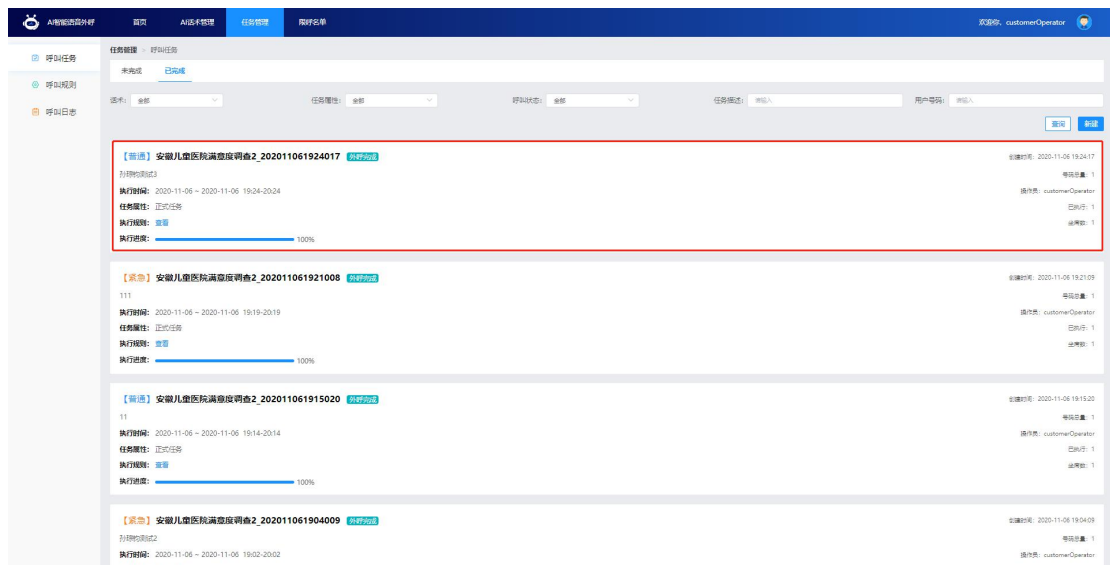 AI智能语音外呼 首页 AI话术管理 任务管理 限呼名单 欢迎你, customerOperator
呼叫任务
呼叫规则
呼叫日志
任务管理 > 呼叫任务
未完成 已完成
话术: 全部 任务属性: 全部 呼叫状态: 全部 任务描述: 请输入 用户号码: 请输入
查询 新建
【普通】安徽儿童医院满意度调查2_202011061924017 外呼完成 创建时间: 2020-11-06 19:24:17
测试3 号码总量: 1
执行时间: 2020-11-06 ~ 2020-11-06 19:24-20:24 操作员: customerOperator
任务属性: 正式任务 已执行: 1
执行规则: 查看 坐席数: 1
执行进度: 100%
【紧急】安徽儿童医院满意度调查2_202011061921008 外呼完成 创建时间: 2020-11-06 19:21:09
111 号码总量: 1
执行时间: 2020-11-06 ~ 2020-11-06 19:19-20:19 操作员: customerOperator
任务属性: 正式任务 已执行: 1
执行规则: 查看 坐席数: 1
执行进度: 100%
【普通】安徽儿童医院满意度调查2_202011061915020 外呼完成 创建时间: 2020-11-06 19:15:20
11 号码总量: 1
执行时间: 2020-11-06 ~ 2020-11-06 19:14-20:14 操作员: customerOperator
任务属性: 正式任务 已执行: 1
执行规则: 查看 坐席数: 1
执行进度: 100%
【紧急】安徽儿童医院满意度调查2_202011061904009 外呼完成 创建时间: 2020-11-06 19:04:09
测试2 号码总量: 1
执行时间: 2020-11-06 ~ 2020-11-06 19:02-20:02 操作员: customerOperator